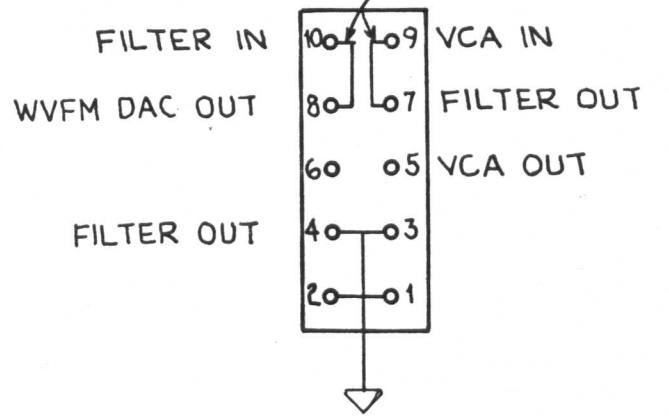 FILTER IN 10 9 VCA IN
WVFM DAC OUT 8 7 FILTER OUT
6 5 VCA OUT
FILTER OUT 4 3
2 1